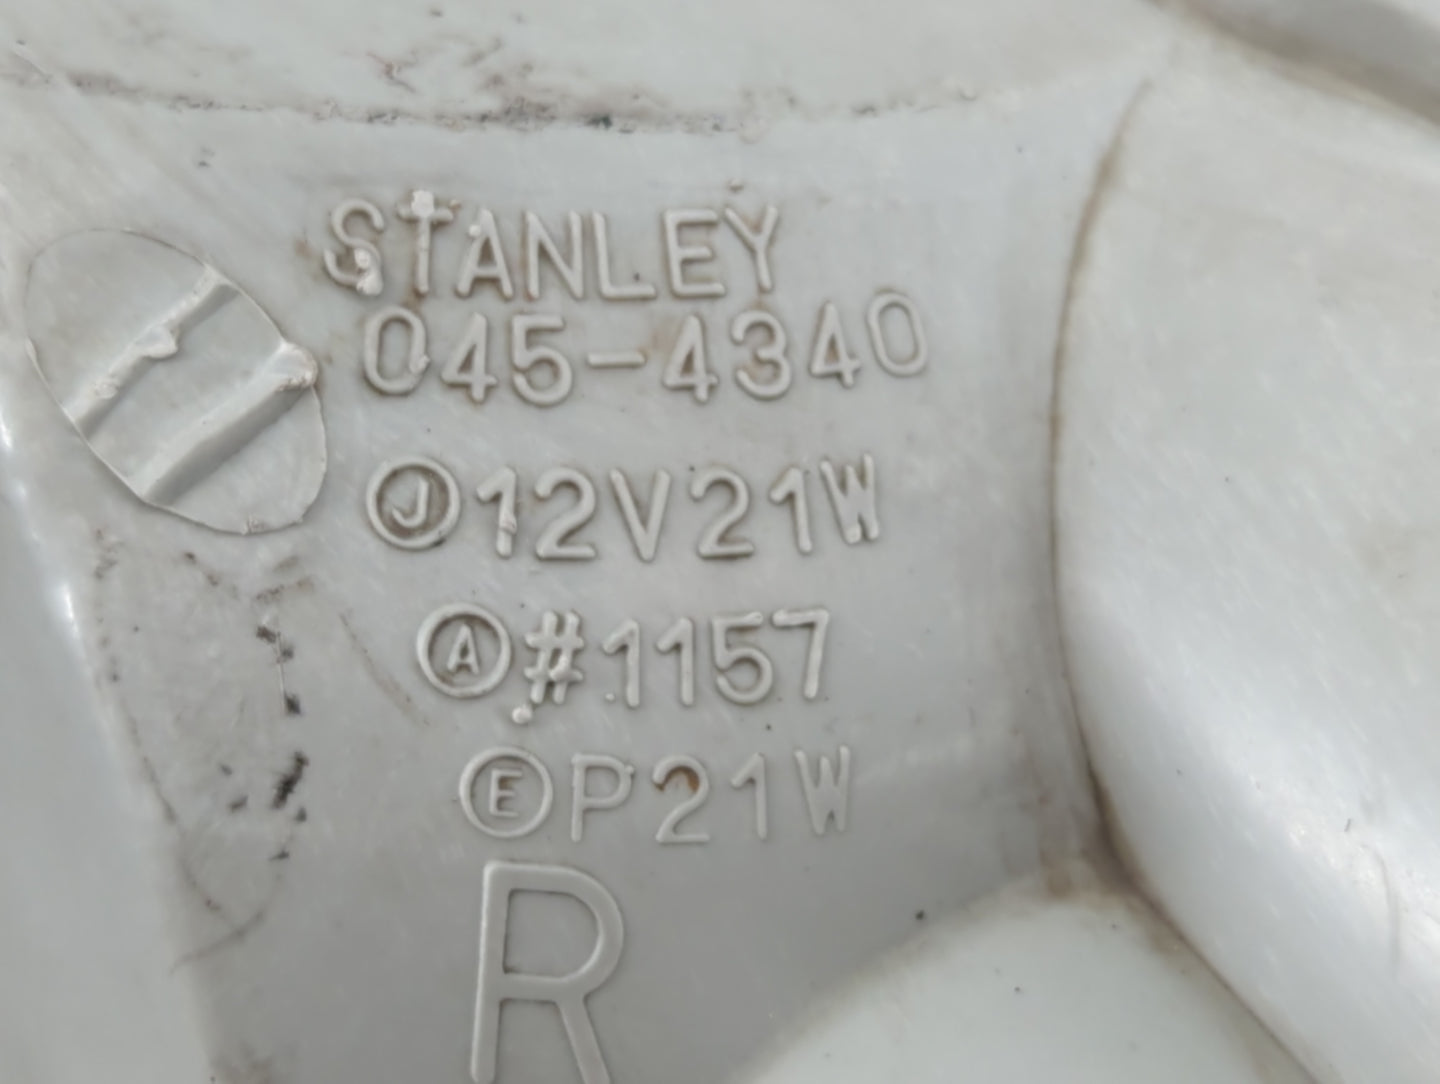 STANLEY
045-4340
Ⓙ12V21W
Ⓐ#1157
ⒺP21W
R